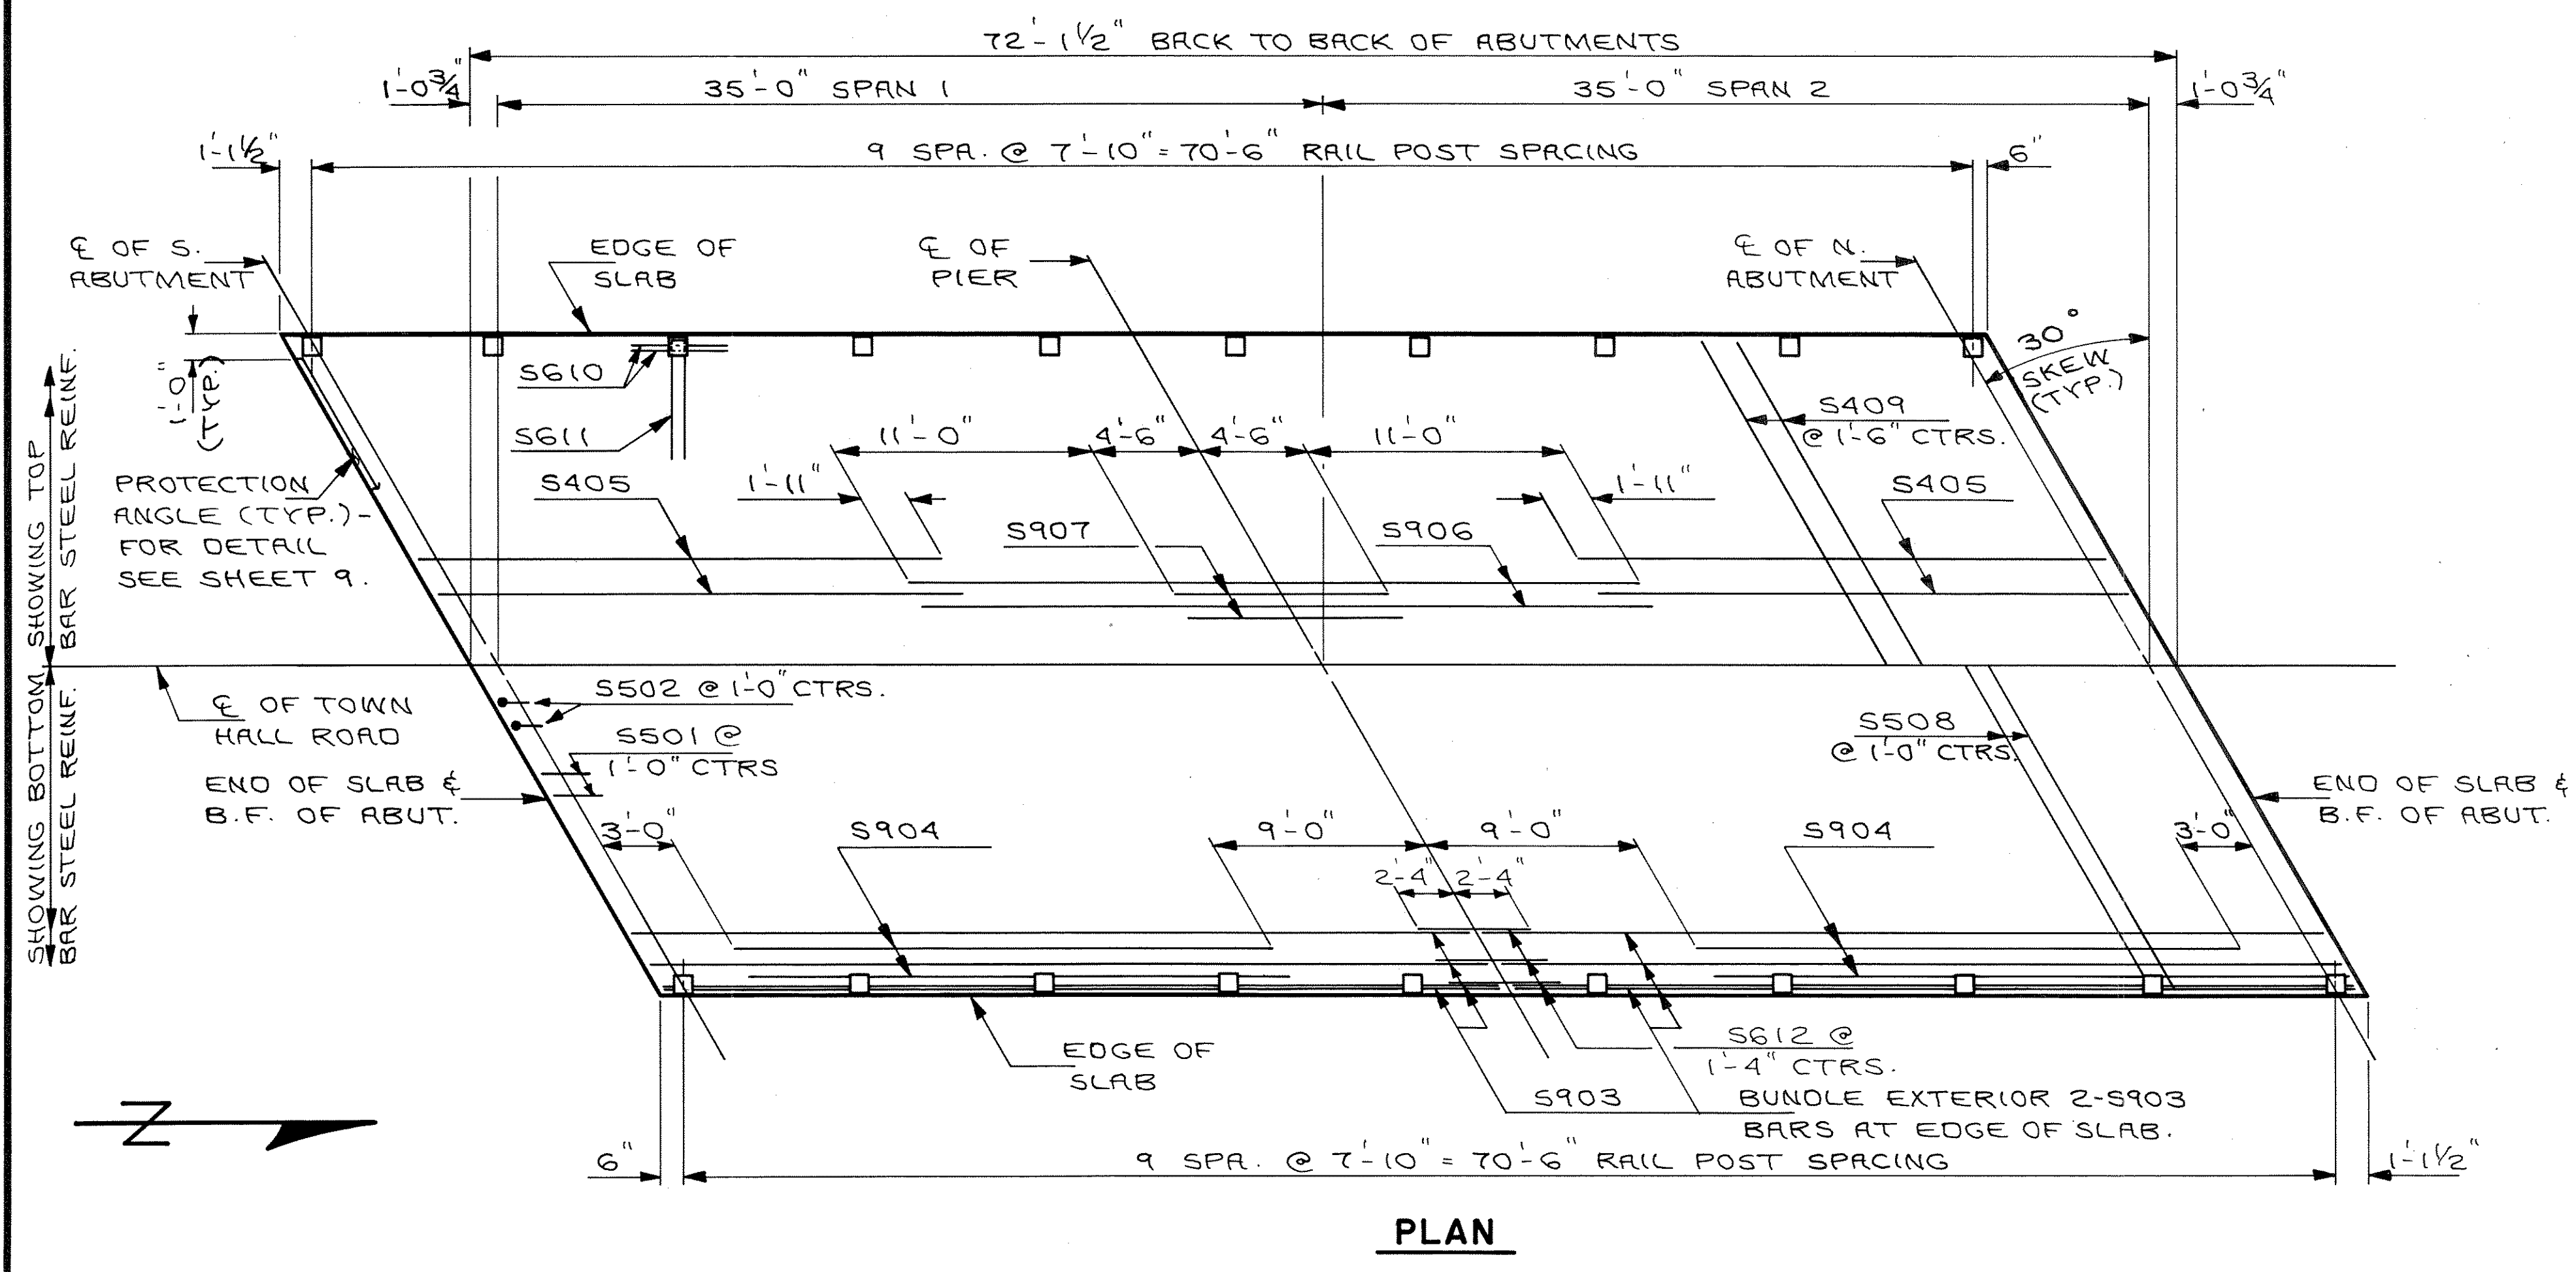 72'-1½" BACK TO BACK OF ABUTMENTS
1'-0¾"
35'-0" SPAN 1
35'-0" SPAN 2
1'-0¾"
1'-1½"
9 SPA. @ 7'-10" = 70'-6" RAIL POST SPACING
6"
℄ OF S.
ABUTMENT
EDGE OF
SLAB
℄ OF
PIER
℄ OF N.
ABUTMENT
30°
SKEW
(TYP.)
1'-0"
(TYP.)
S610
S611
S409
@ 1'-6" CTRS.
11'-0"
4'-6"
4'-6"
11'-0"
1'-11"
1'-11"
PROTECTION
ANGLE (TYP.)-
FOR DETAIL
SEE SHEET 9.
S405
S907
S906
S405
SHOWING TOP
BAR STEEL REINF.
SHOWING BOTTOM
BAR STEEL REINF.
℄ OF TOWN
HALL ROAD
S502 @ 1'-0" CTRS.
S501 @
1'-0" CTRS
S508
@ 1'-0" CTRS.
END OF SLAB &
B.F. OF ABUT.
END OF SLAB &
B.F. OF ABUT.
3'-0"
S904
9'-0"
9'-0"
S904
3'-0"
2'-4"
2'-4"
EDGE OF
SLAB
S612 @
1'-4" CTRS.
S903
BUNDLE EXTERIOR 2-S903
BARS AT EDGE OF SLAB.
N
6"
9 SPA. @ 7'-10" = 70'-6" RAIL POST SPACING
1'-1½"
PLAN